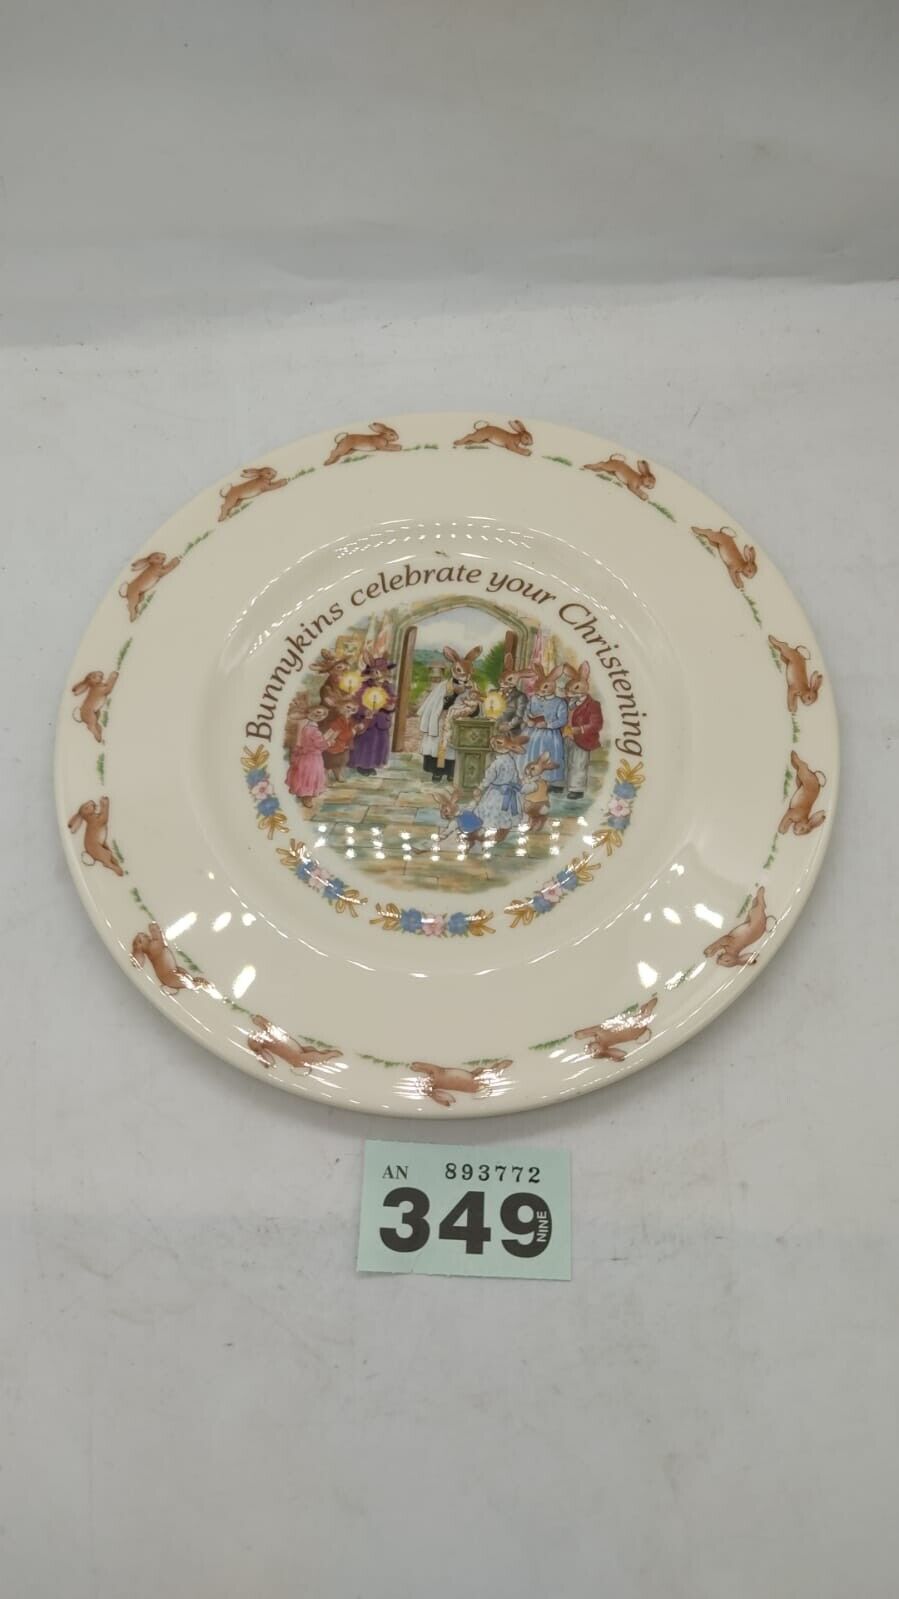 Bunnykins celebrate your Christening
AN 893772
349 NINE